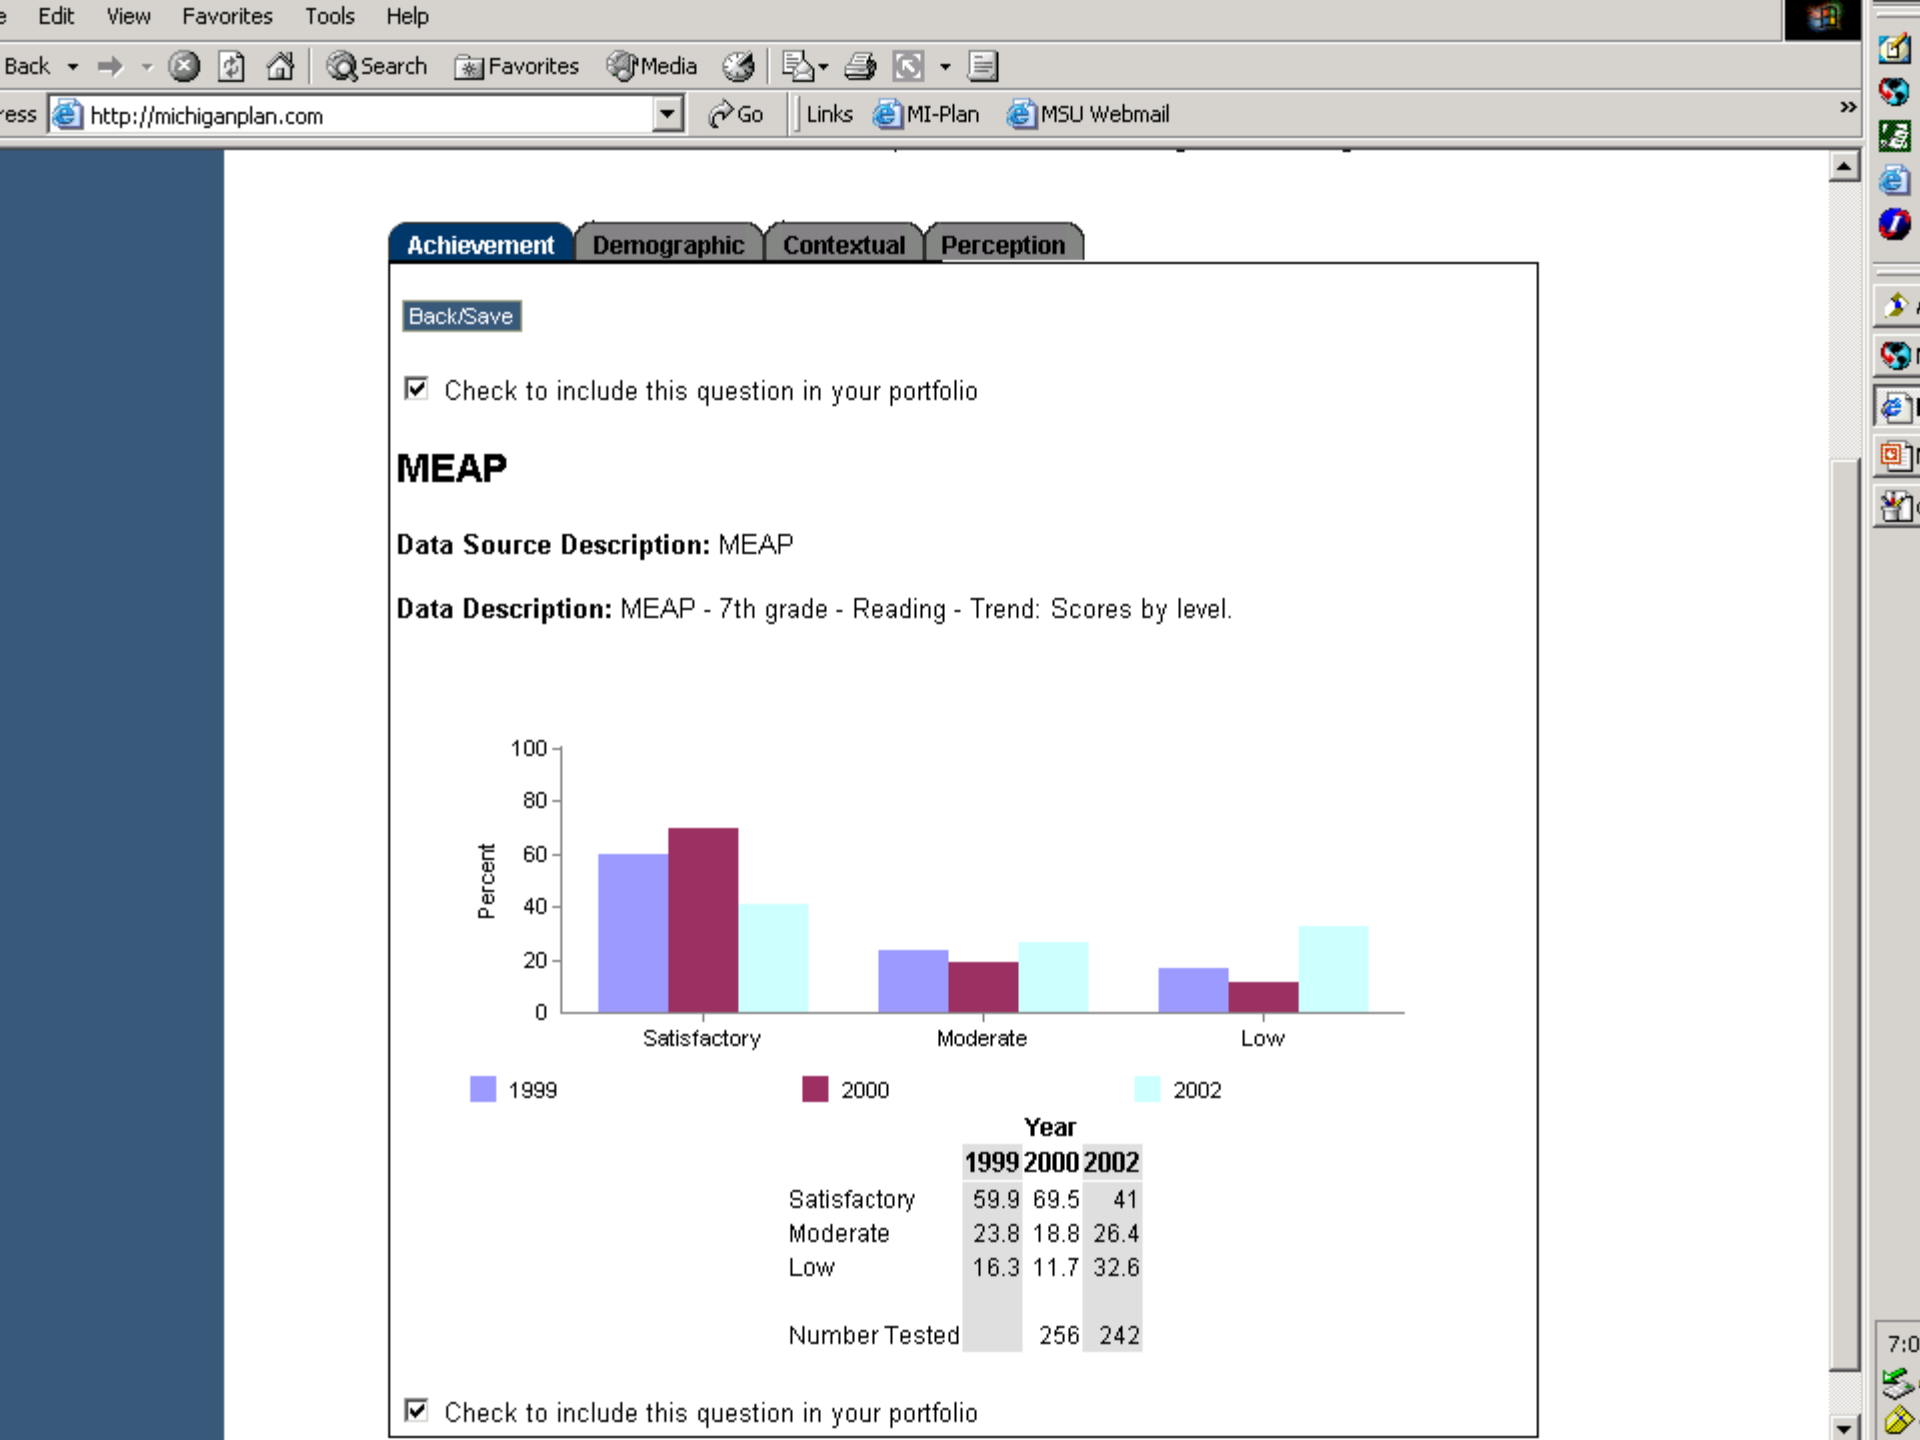 Edit View Favorites Tools Help
Back Search Favorites Media
ress http://michiganplan.com Go Links MI-Plan MSU Webmail »
Achievement Demographic Contextual Perception
Back/Save
Check to include this question in your portfolio
MEAP
Data Source Description: MEAP
Data Description: MEAP - 7th grade - Reading - Trend: Scores by level.
100
80
60
40
20
0
Percent
Satisfactory Moderate Low
1999 2000 2002
Year
1999 2000 2002
Satisfactory 59.9 69.5 41
Moderate 23.8 18.8 26.4
Low 16.3 11.7 32.6
Number Tested 256 242
Check to include this question in your portfolio
7:0